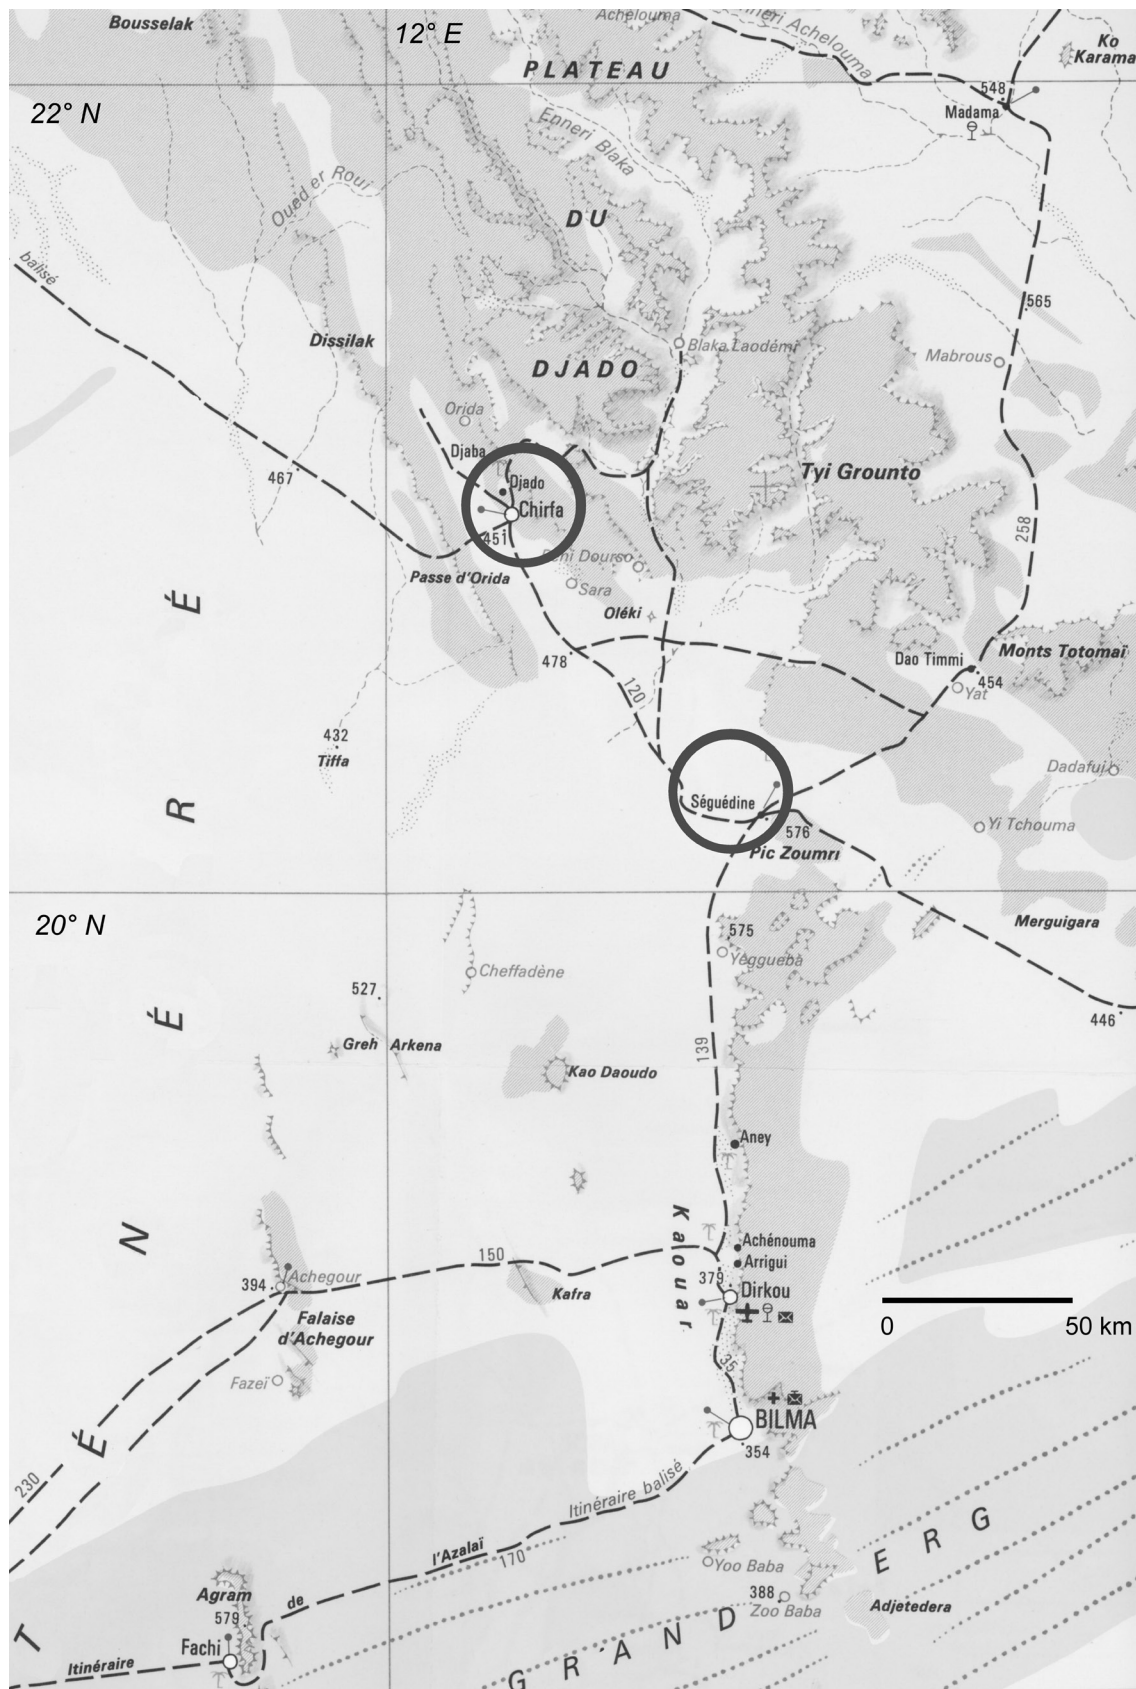 Bousselak
12° E
Achelouma
Enneri Achelouma
Ko
Karama
PLATEAU
22° N
548
Madama
Enneri Blaka
Oued er Roui
DU
balisé
565
Dissilak
Blaka Laodémi
Mabrous
DJADO
Orida
Djaba
467
Djado
Chirfa
Tyi Grounto
451
258
Passe d'Orida
Sara
Oléki
É
478
Dao Timmi
Monts Totomaï
454
Yat
120
432
Tiffa
Dadafuj
R
Séguédine
576
Yi Tchouma
Pic Zoumri
20° N
Merguigara
575
Yeggueba
Cheffadène
527
446
É
Greh Arkena
139
Kao Daoudo
Aney
N
Kaouar
Achénouma
150
Arrigui
379
394
Achegour
Dirkou
Kafra
Falaise
d'Achegour
0
50 km
35
Fazeï
BILMA
354
É
230
Itinéraire balisé
l'Azalaï
170
Yoo Baba
ERG
Agram
388
de
Zoo Baba
Adjetedera
579
T
Fachi
GRAND
Itinéraire